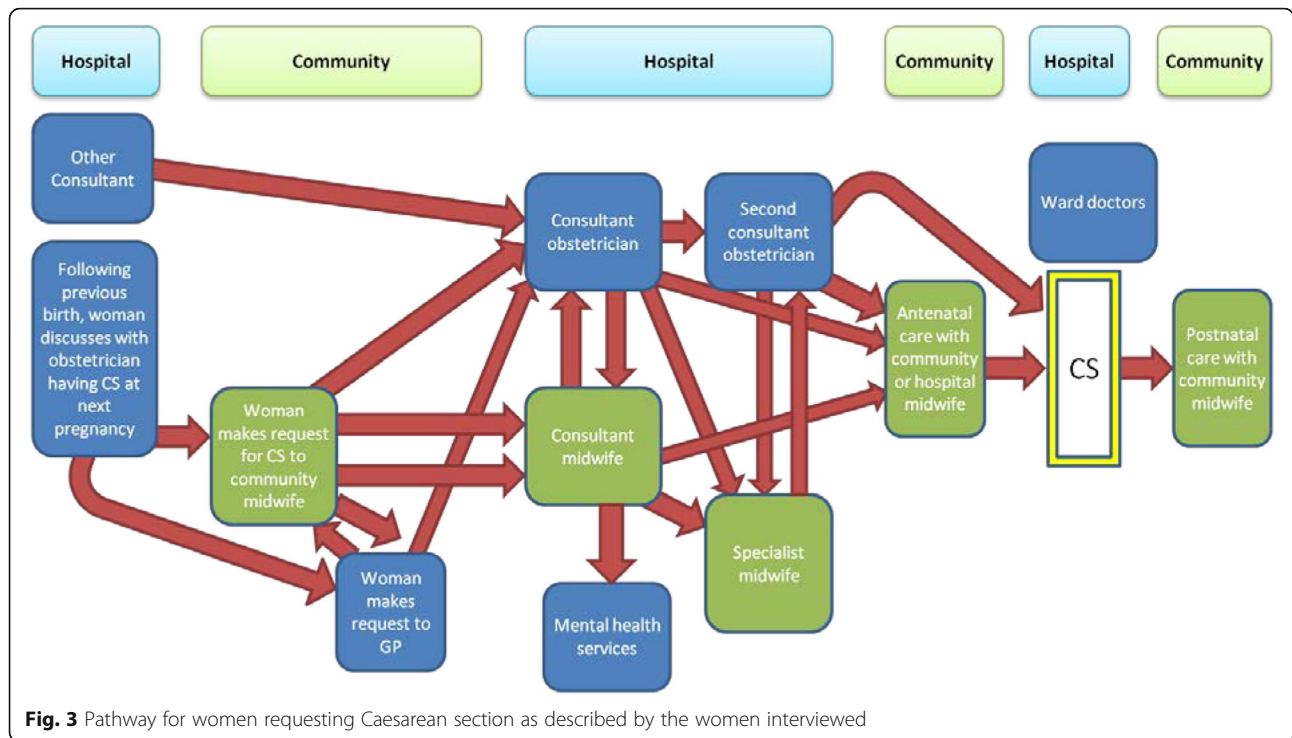 Hospital
Community
Hospital
Community
Hospital
Community
Other
Consultant
Following
previous
birth, woman
discusses with
obstetrician
having CS at
next
pregnancy
Woman
makes request
for CS to
community
midwife
Woman
makes
request to
GP
Consultant
obstetrician
Consultant
midwife
Mental health
services
Second
consultant
obstetrician
Specialist
midwife
Antenatal
care with
community
or hospital
midwife
Ward doctors
CS
Postnatal
care with
community
midwife
Fig. 3 Pathway for women requesting Caesarean section as described by the women interviewed